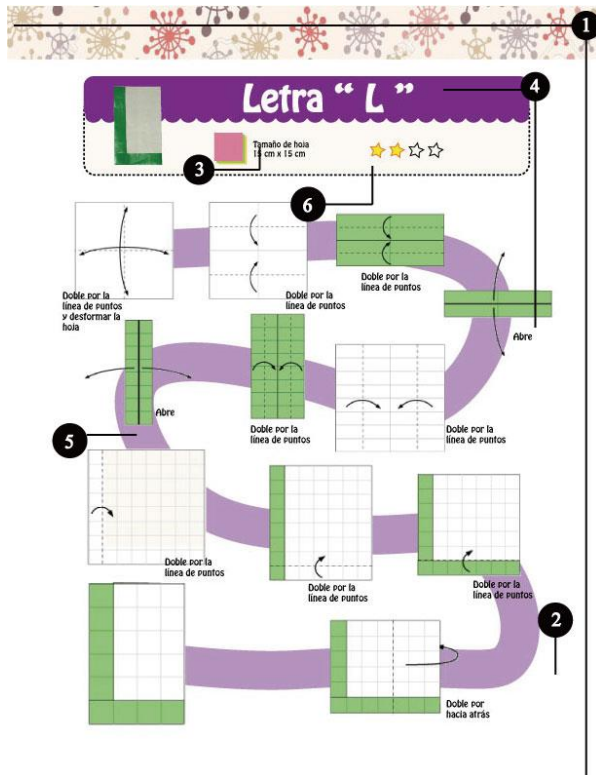 1
Letra “ L ”
4
Tamaño de hoja
15 cm x 15 cm
3
6
Doble por la
línea de puntos
y desformar la
hoja
Doble por la
línea de puntos
Doble por la
línea de puntos
Abre
Abre
Doble por la
línea de puntos
Doble por la
línea de puntos
5
Doble por la
línea de puntos
Doble por la
línea de puntos
Doble por la
línea de puntos
2
Doble por
hacia atrás